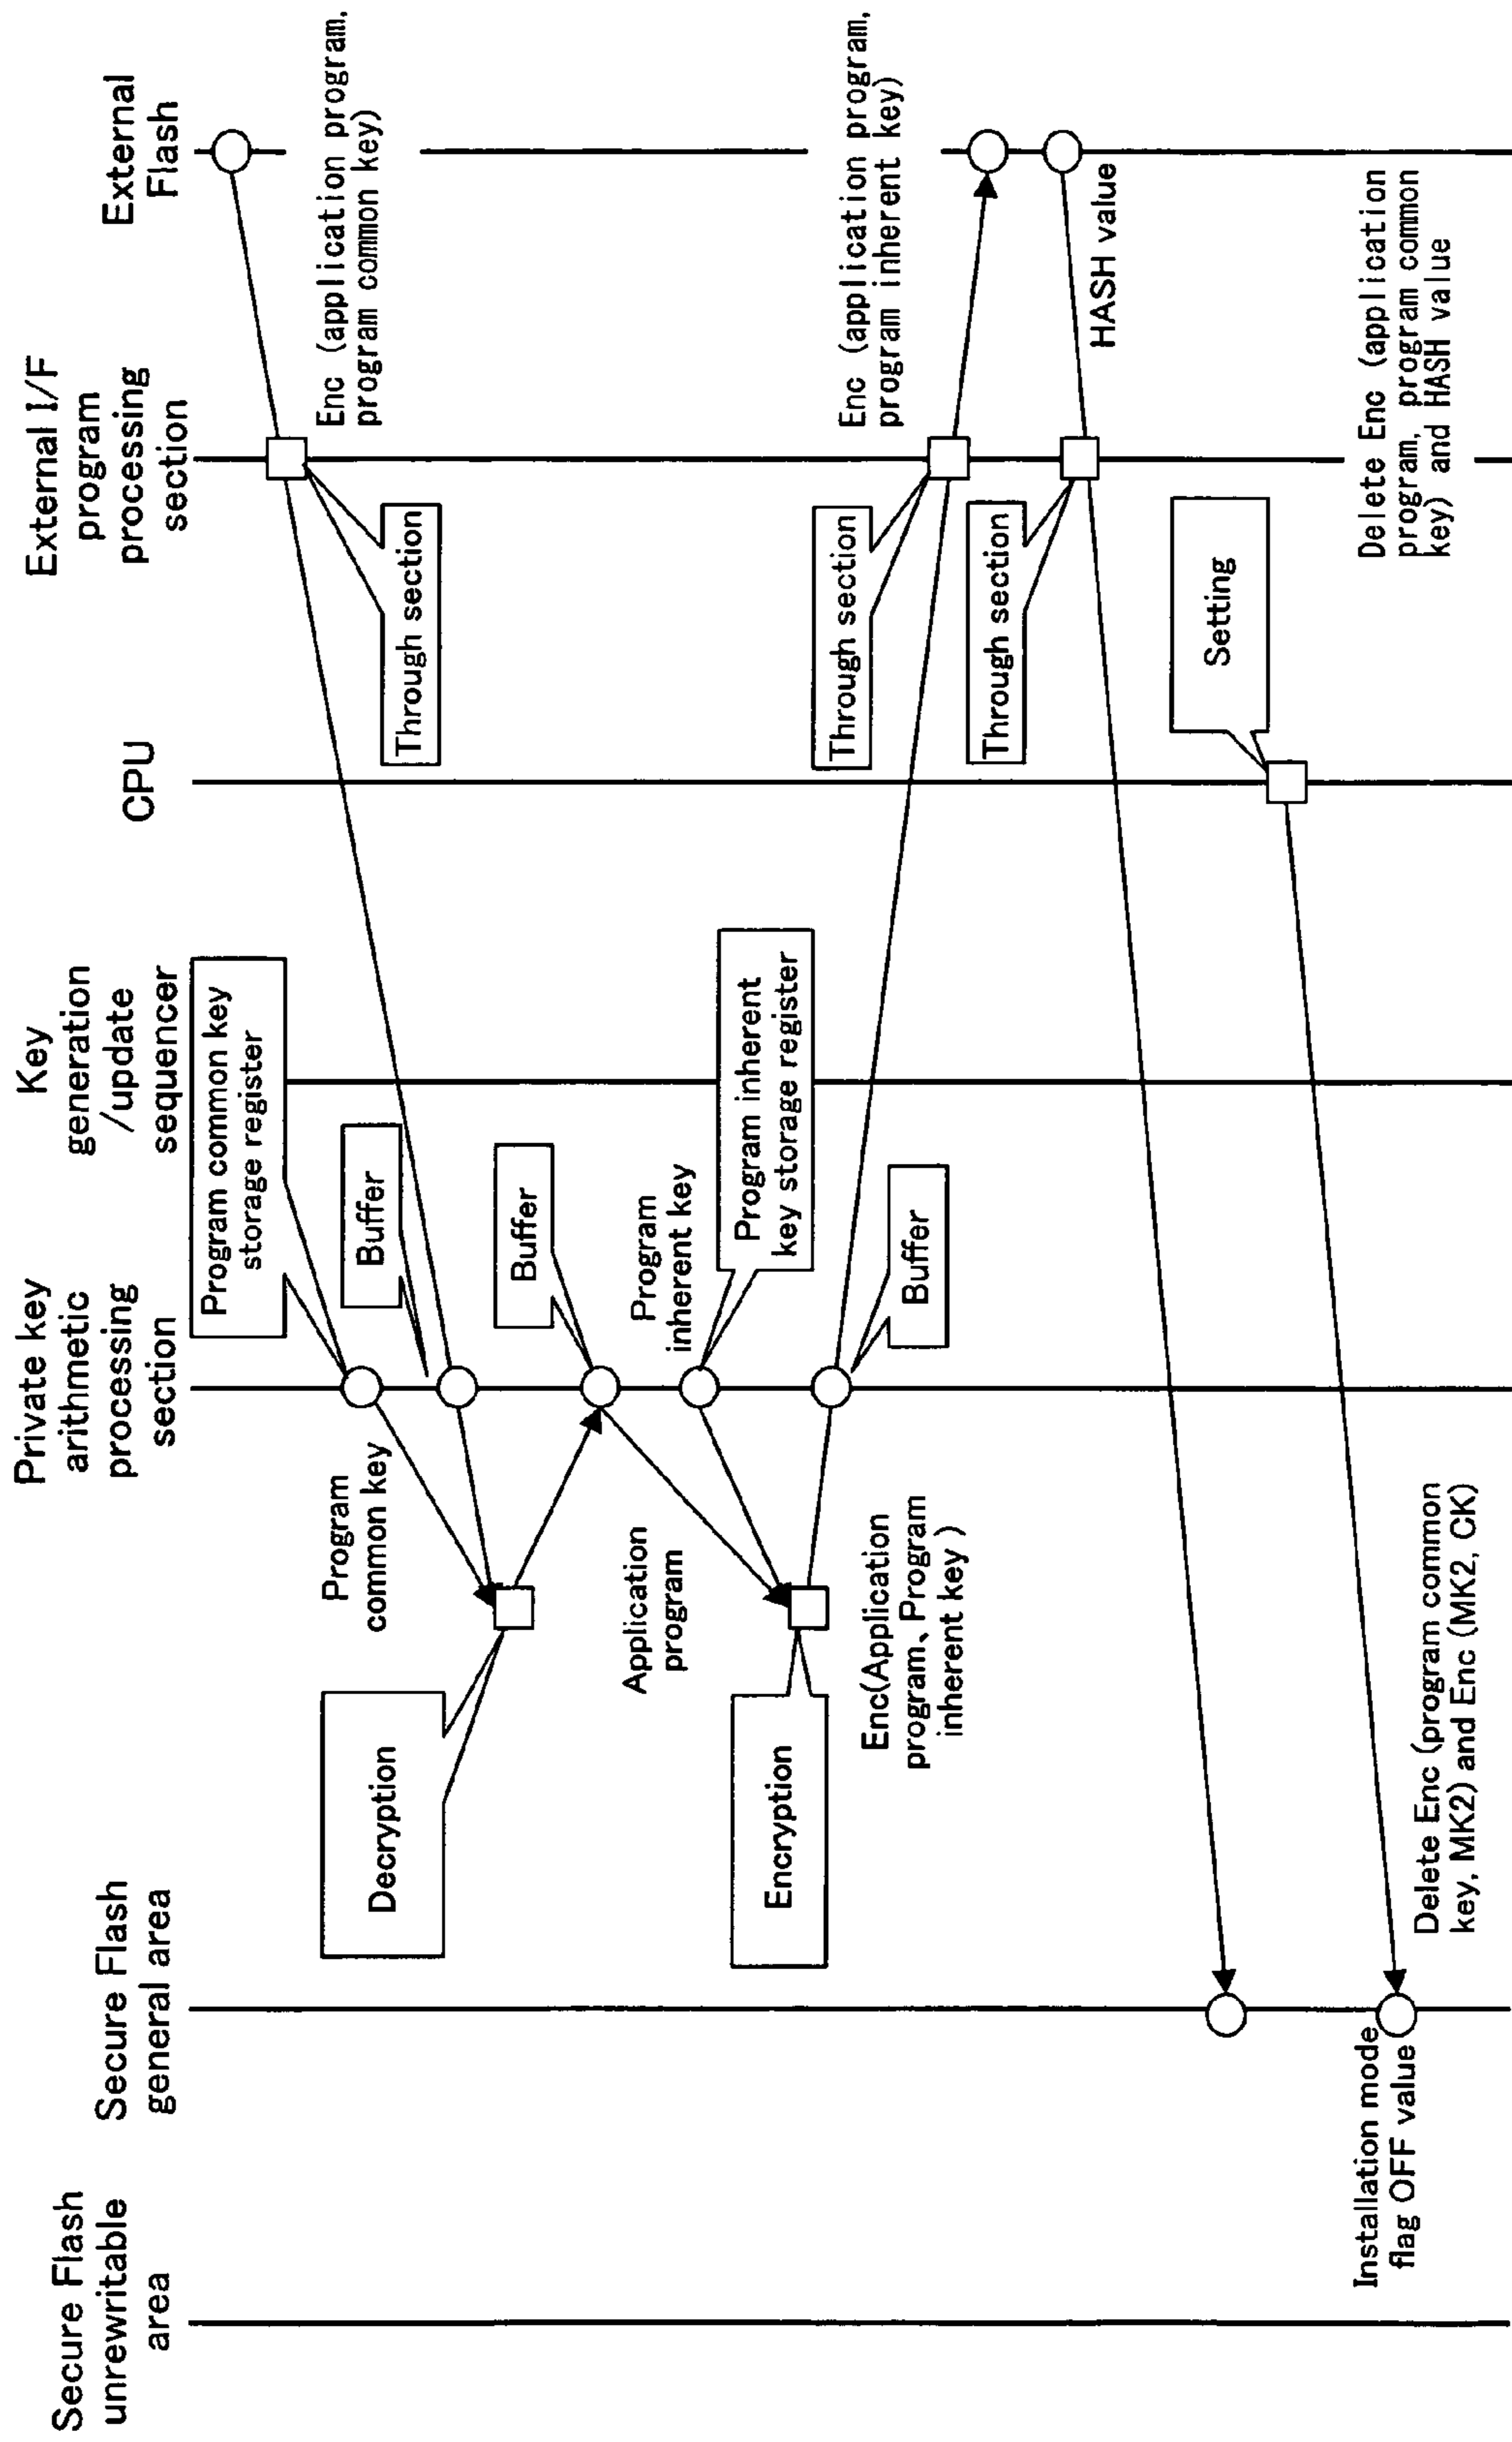 Secure Flash
unrewritable
area
Secure Flash
general area
Private key
arithmetic
processing
section
Key
generation
/update
sequencer
CPU
External I/F
program
processing
section
External
Flash
Program common key
storage register
Enc (application program,
program common key)
Through section
Buffer
Program
common key
Decryption
Buffer
Application
program
Program
inherent key
Program inherent
key storage register
Encryption
Enc(Application
program、Program
inherent key )
Buffer
Enc (application program,
program inherent key)
Through section
Through section
HASH value
Setting
Installation mode
flag OFF value
Delete Enc (program common
key, MK2) and Enc (MK2, CK)
Delete Enc (application
program, program common
key) and HASH value